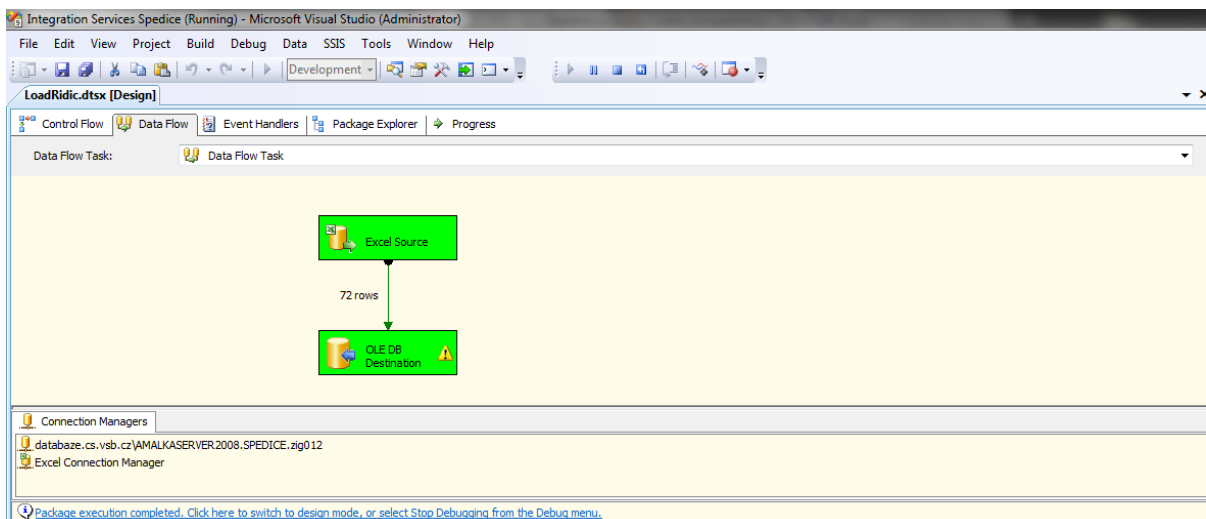 Integration Services Spedice (Running) - Microsoft Visual Studio (Administrator)
File Edit View Project Build Debug Data SSIS Tools Window Help
Development
LoadRidic.dtsx [Design]
Control Flow Data Flow Event Handlers Package Explorer Progress
Data Flow Task: Data Flow Task
Excel Source
72 rows
OLE DB
Destination
Connection Managers
databaze.cs.vsb.cz\AMALKASERVER2008.SPEDICE.zig012
Excel Connection Manager
Package execution completed. Click here to switch to design mode, or select Stop Debugging from the Debug menu.